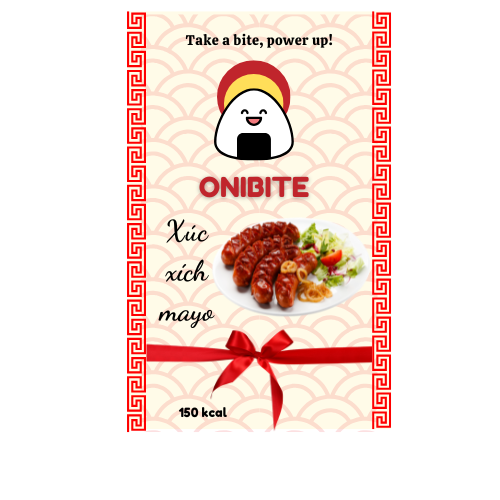 Take a bite, power up!
ONIBITE
Xúc
xích
mayo
150 kcal